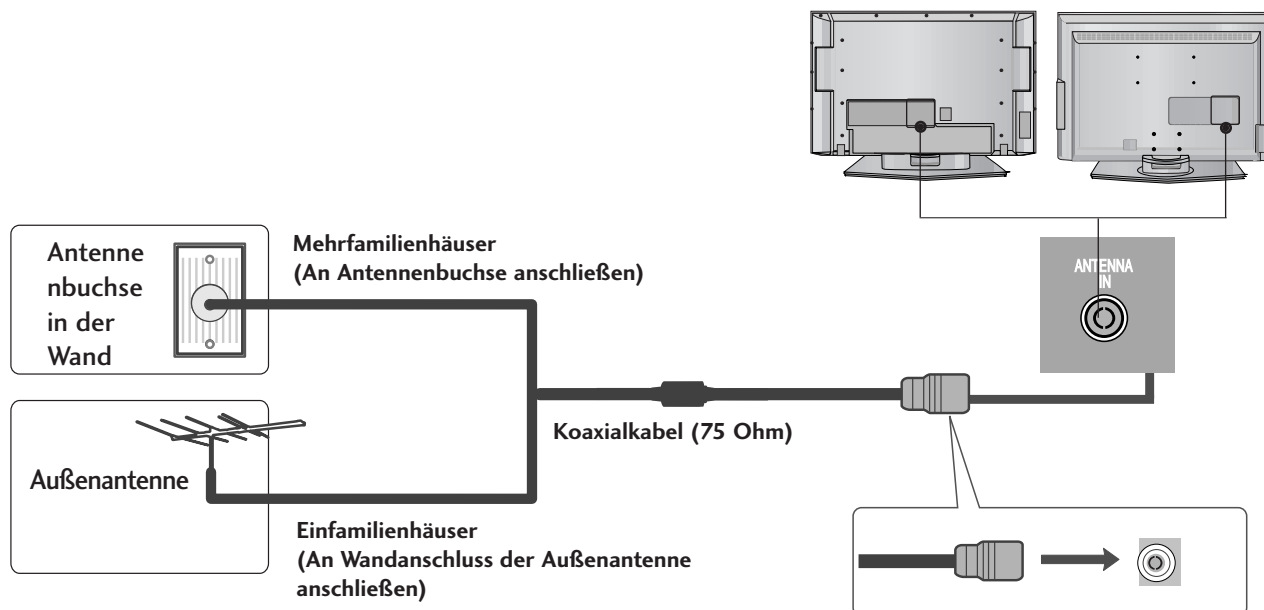 ANTENNA
IN
Antenne
nbuchse
in der
Wand
Mehrfamilienhäuser
(An Antennenbuchse anschließen)
Koaxialkabel (75 Ohm)
Außenantenne
Einfamilienhäuser
(An Wandanschluss der Außenantenne
anschließen)